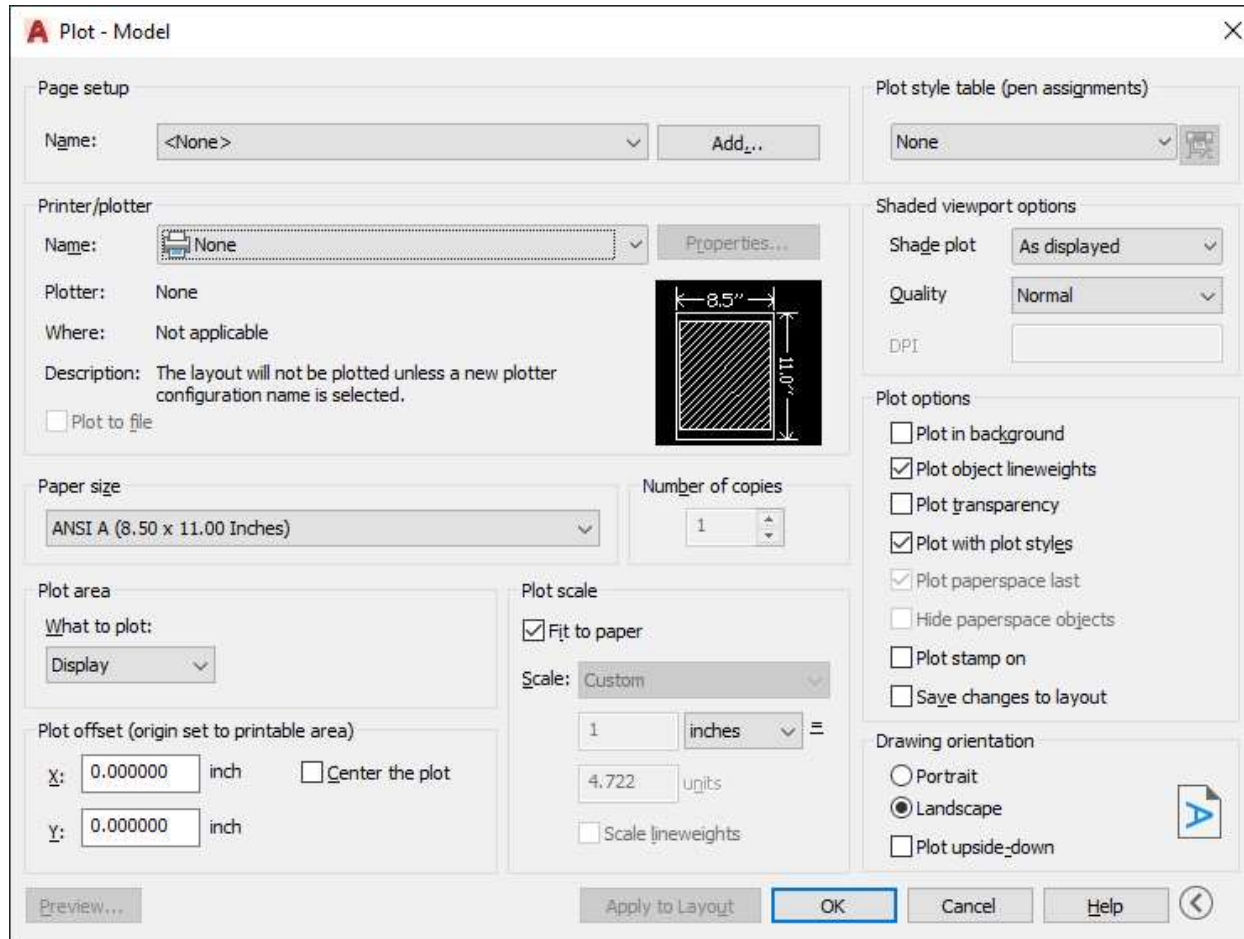 Plot - Model
Page setup
Name:
<None>
Add...
Plot style table (pen assignments)
None
Printer/plotter
Name:
None
Properties...
Plotter:
None
Where:
Not applicable
Description:
The layout will not be plotted unless a new plotter
configuration name is selected.
Plot to file
8.5"
11.0"
Shaded viewport options
Shade plot
As displayed
Quality
Normal
DPI
Paper size
ANSI A (8.50 x 11.00 Inches)
Number of copies
1
Plot options
Plot in background
Plot object lineweights
Plot transparency
Plot with plot styles
Plot paperspace last
Hide paperspace objects
Plot stamp on
Save changes to layout
Plot area
What to plot:
Display
Plot scale
Fit to paper
Scale:
Custom
1
inches
=
4.722
units
Scale lineweights
Plot offset (origin set to printable area)
X:
0.000000
inch
Center the plot
Y:
0.000000
inch
Drawing orientation
Portrait
Landscape
Plot upside-down
A
Preview...
Apply to Layout
OK
Cancel
Help